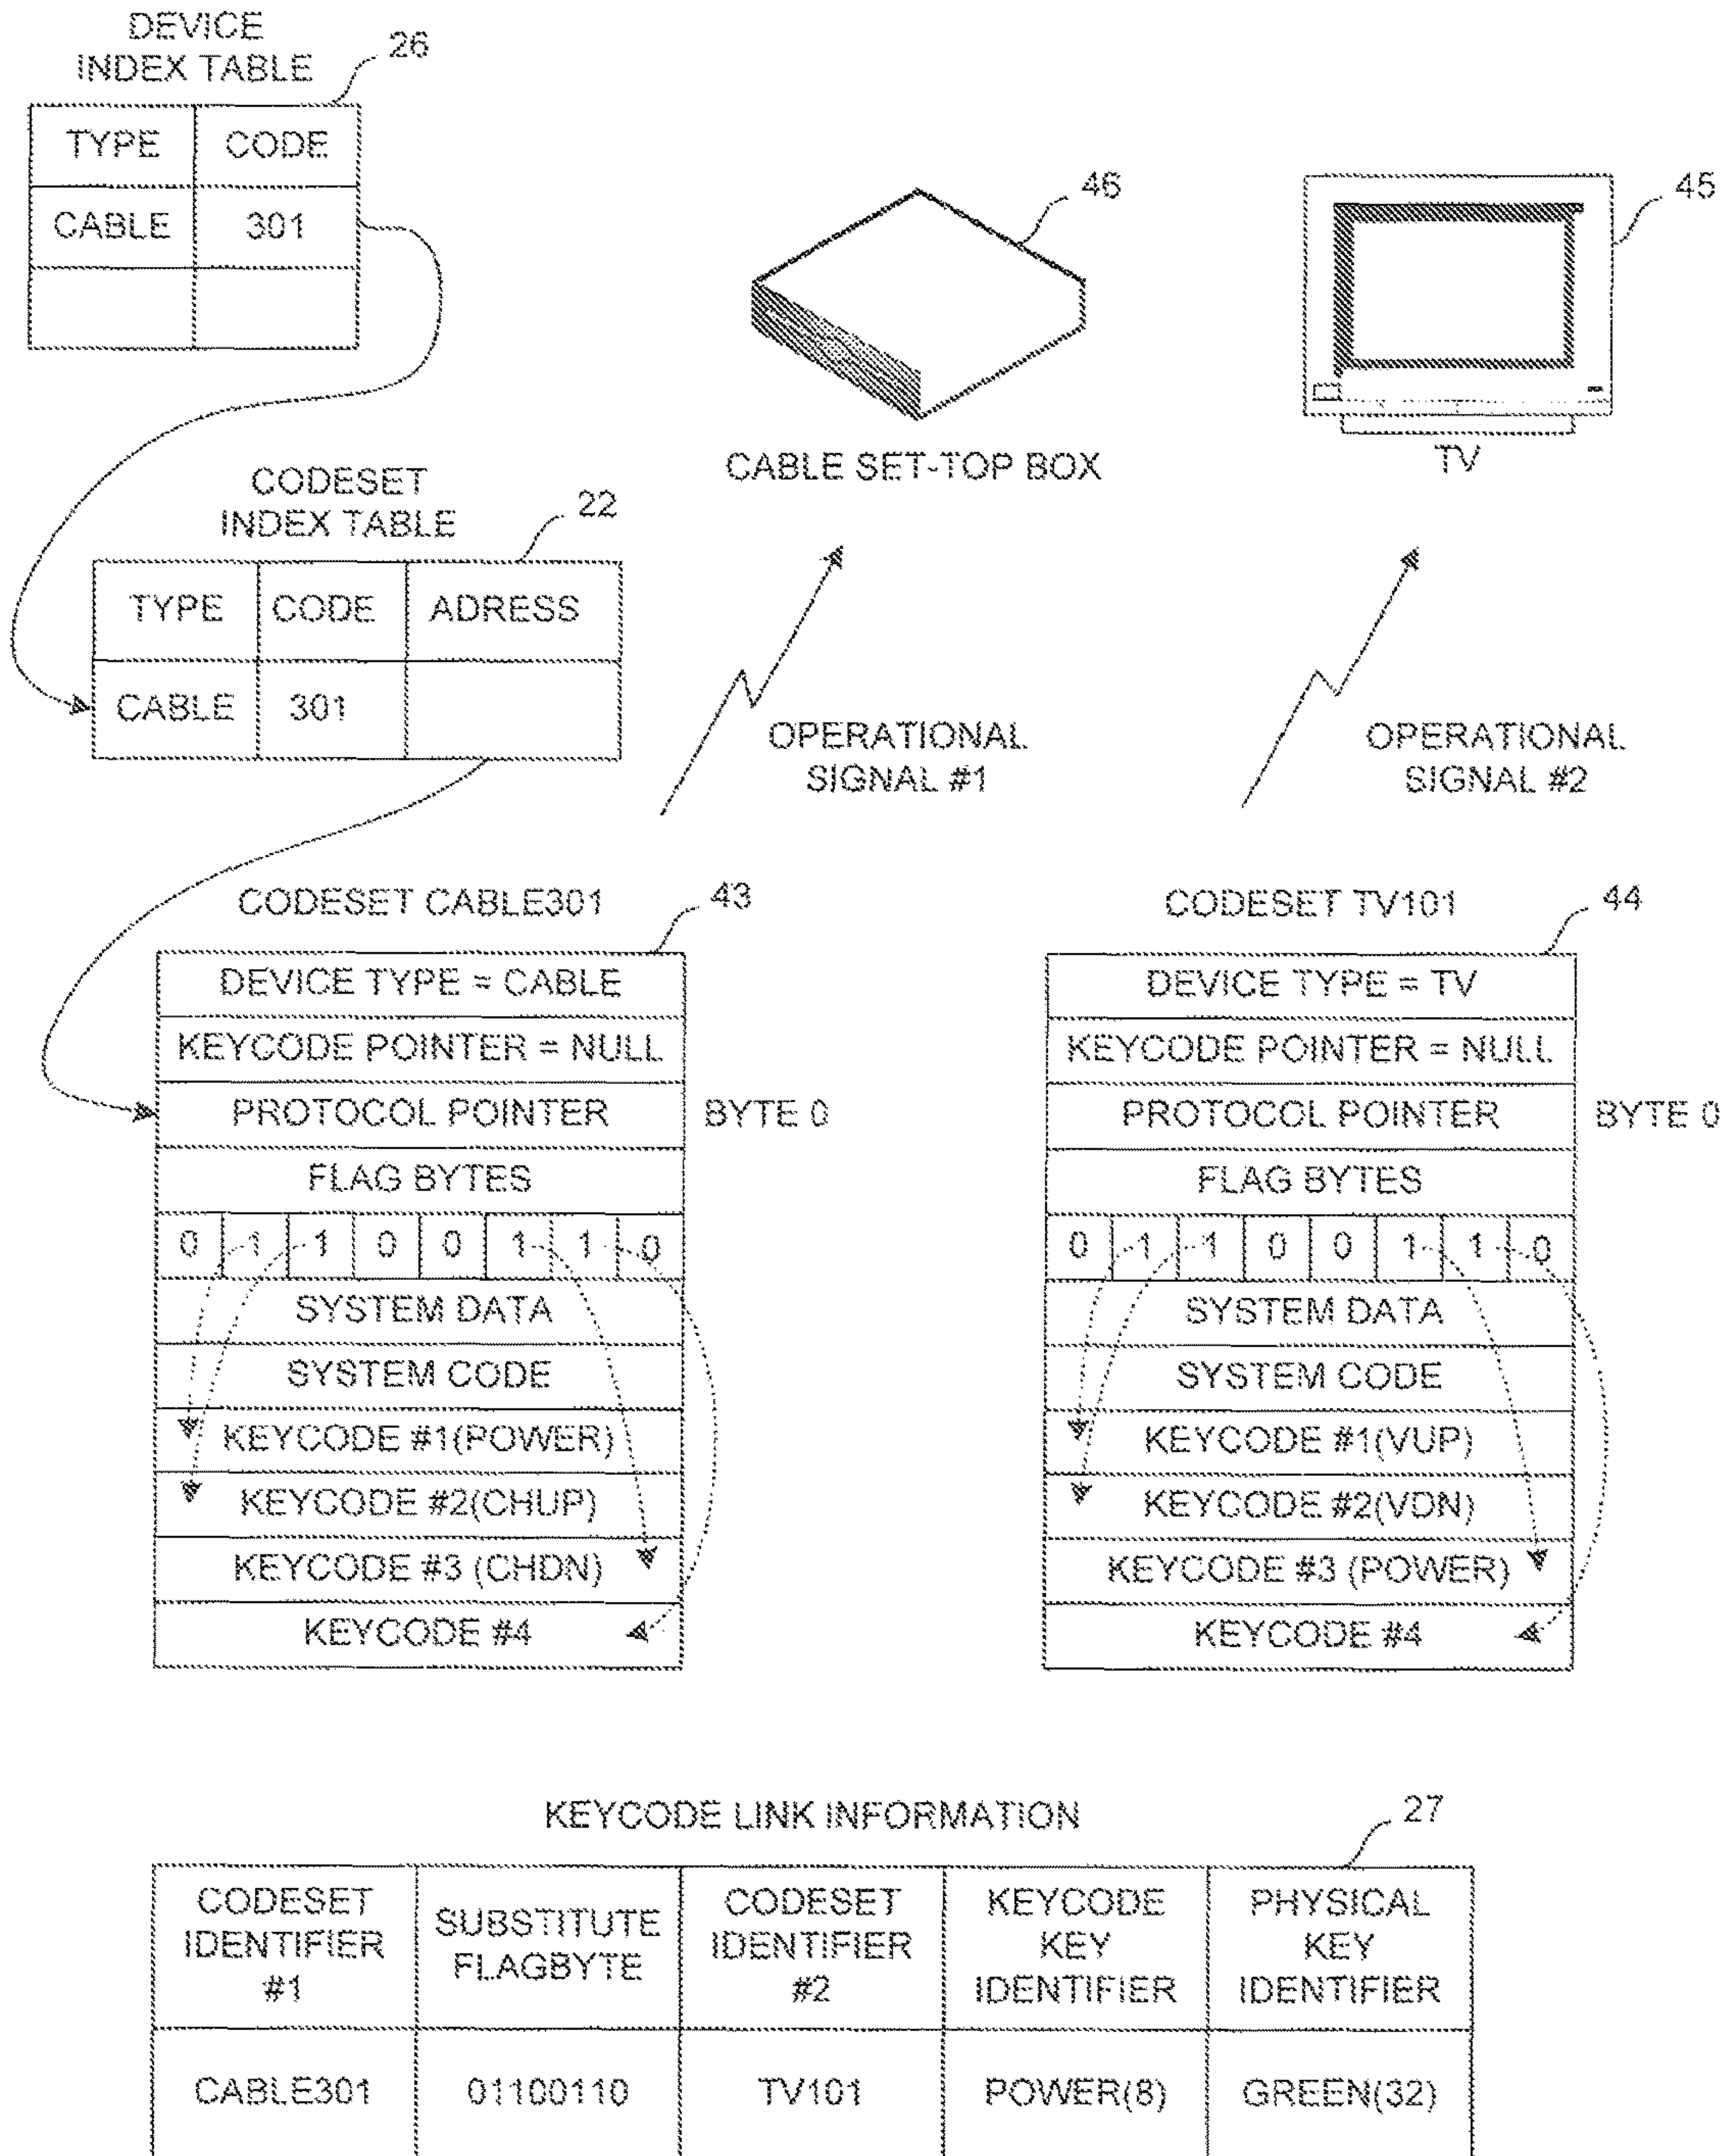 DEVICE
INDEX TABLE
26
TYPE CODE
CABLE 301
46
45
CABLE SET-TOP BOX
TV
CODESET
INDEX TABLE
22
TYPE CODE ADRESS
CABLE 301
OPERATIONAL
SIGNAL #1
OPERATIONAL
SIGNAL #2
CODESET CABLE301
43
DEVICE TYPE = CABLE
KEYCODE POINTER = NULL
PROTOCOL POINTER
BYTE 0
FLAG BYTES
0 1 1 0 0 1 1 0
SYSTEM DATA
SYSTEM CODE
KEYCODE #1(POWER)
KEYCODE #2(CHUP)
KEYCODE #3 (CHDN)
KEYCODE #4
CODESET TV101
44
DEVICE TYPE = TV
KEYCODE POINTER = NULL
PROTOCOL POINTER
BYTE 0
FLAG BYTES
0 1 1 0 0 1 1 0
SYSTEM DATA
SYSTEM CODE
KEYCODE #1(VUP)
KEYCODE #2(VDN)
KEYCODE #3 (POWER)
KEYCODE #4
KEYCODE LINK INFORMATION
27
CODESET
IDENTIFIER
#1
SUBSTITUTE
FLAGBYTE
CODESET
IDENTIFIER
#2
KEYCODE
KEY
IDENTIFIER
PHYSICAL
KEY
IDENTIFIER
CABLE301 01100110 TV101 POWER(8) GREEN(32)